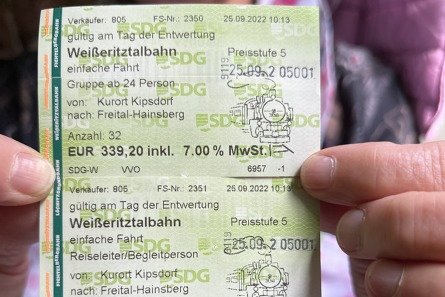 Verkäufer: 805 FS-Nr.: 2350 25.09.2022 10:13
gültig am Tag der Entwertung
Weißeritztalbahn Preisstufe 5
einfache Fahrt
25.09.2 05001
Gruppe ab 24 Person
von: Kurort Kipsdorf
nach: Freital-Hainsberg
Anzahl: 32
EUR 339,20 inkl. 7.00% MwSt.
SDG-W VVO 6957 -1
Verkäufer: 805 FS-Nr.: 2351 25.09.2022 10:13
gültig am Tag der Entwertung
Weißeritztalbahn Preisstufe 5
einfache Fahrt
25.09.2 05001
Reiseleiter/Begleitperson
von: Kurort Kipsdorf
nach: Freital-Hainsberg
SDG